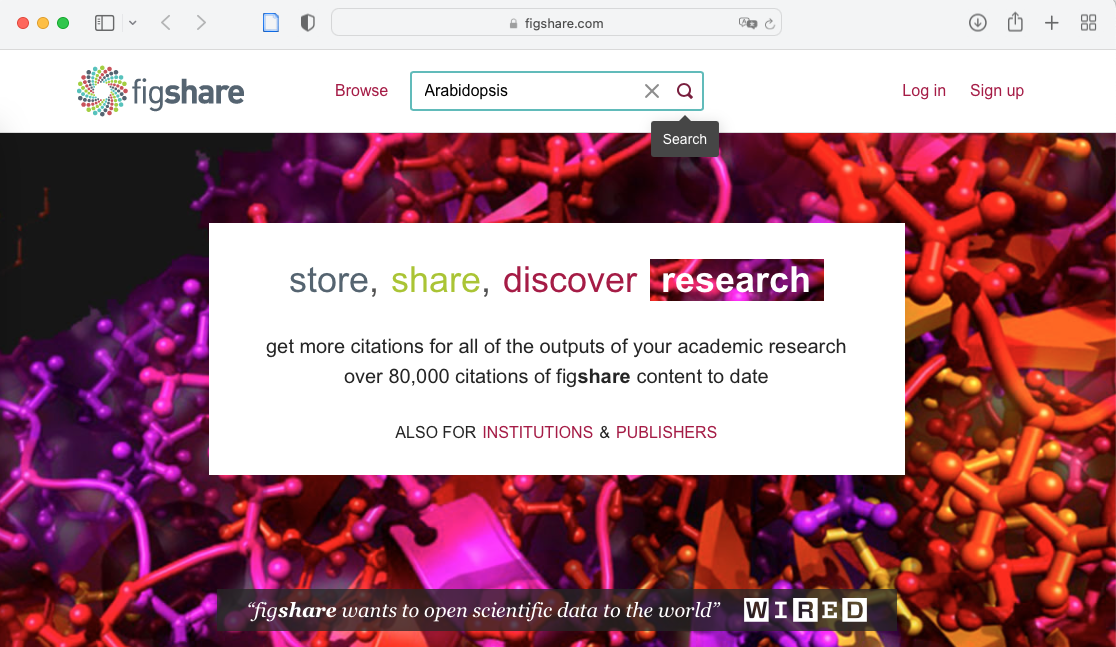 figshare.com
figshare
Browse
Arabidopsis
Log in
Sign up
Search
store, share, discover research
get more citations for all of the outputs of your academic research
over 80,000 citations of figshare content to date
ALSO FOR INSTITUTIONS & PUBLISHERS
“figshare wants to open scientific data to the world” WIRED